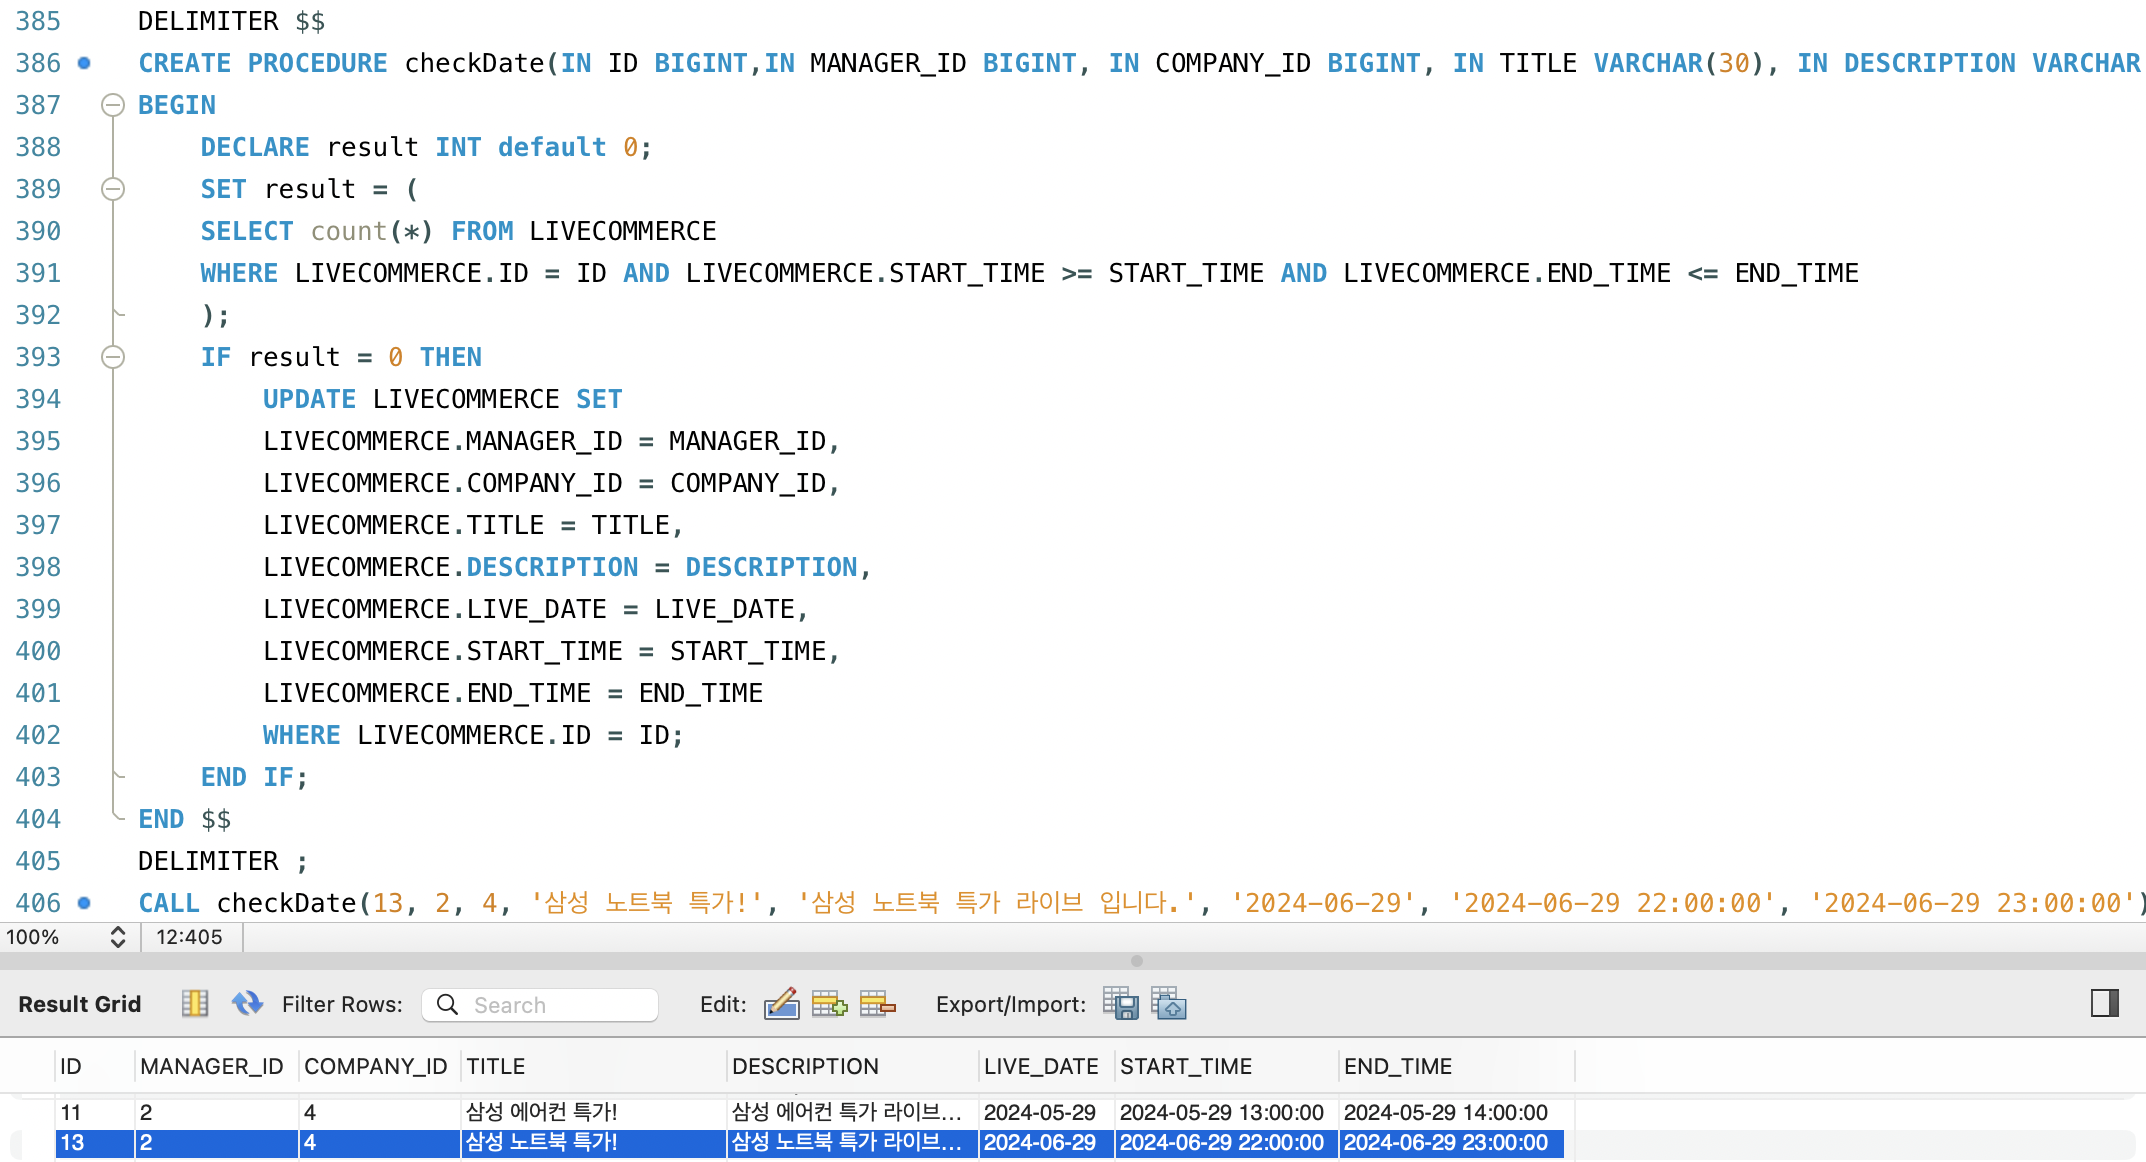 385 DELIMITER $$
386 CREATE PROCEDURE checkDate(IN ID BIGINT,IN MANAGER_ID BIGINT, IN COMPANY_ID BIGINT, IN TITLE VARCHAR(30), IN DESCRIPTION VARCHAR
387 BEGIN
388 DECLARE result INT default 0;
389 SET result = (
390 SELECT count(*) FROM LIVECOMMERCE
391 WHERE LIVECOMMERCE.ID = ID AND LIVECOMMERCE.START_TIME >= START_TIME AND LIVECOMMERCE.END_TIME <= END_TIME
392 );
393 IF result = 0 THEN
394 UPDATE LIVECOMMERCE SET
395 LIVECOMMERCE.MANAGER_ID = MANAGER_ID,
396 LIVECOMMERCE.COMPANY_ID = COMPANY_ID,
397 LIVECOMMERCE.TITLE = TITLE,
398 LIVECOMMERCE.DESCRIPTION = DESCRIPTION,
399 LIVECOMMERCE.LIVE_DATE = LIVE_DATE,
400 LIVECOMMERCE.START_TIME = START_TIME,
401 LIVECOMMERCE.END_TIME = END_TIME
402 WHERE LIVECOMMERCE.ID = ID;
403 END IF;
404 END $$
405 DELIMITER ;
406 CALL checkDate(13, 2, 4, '삼성 노트북 특가!', '삼성 노트북 특가 라이브 입니다.', '2024-06-29', '2024-06-29 22:00:00', '2024-06-29 23:00:00')
100% 12:405
Result Grid Filter Rows: Search Edit: Export/Import:
ID MANAGER_ID COMPANY_ID TITLE DESCRIPTION LIVE_DATE START_TIME END_TIME
11 2 4 삼성 에어컨 특가! 삼성 에어컨 특가 라이브... 2024-05-29 2024-05-29 13:00:00 2024-05-29 14:00:00
13 2 4 삼성 노트북 특가! 삼성 노트북 특가 라이브... 2024-06-29 2024-06-29 22:00:00 2024-06-29 23:00:00